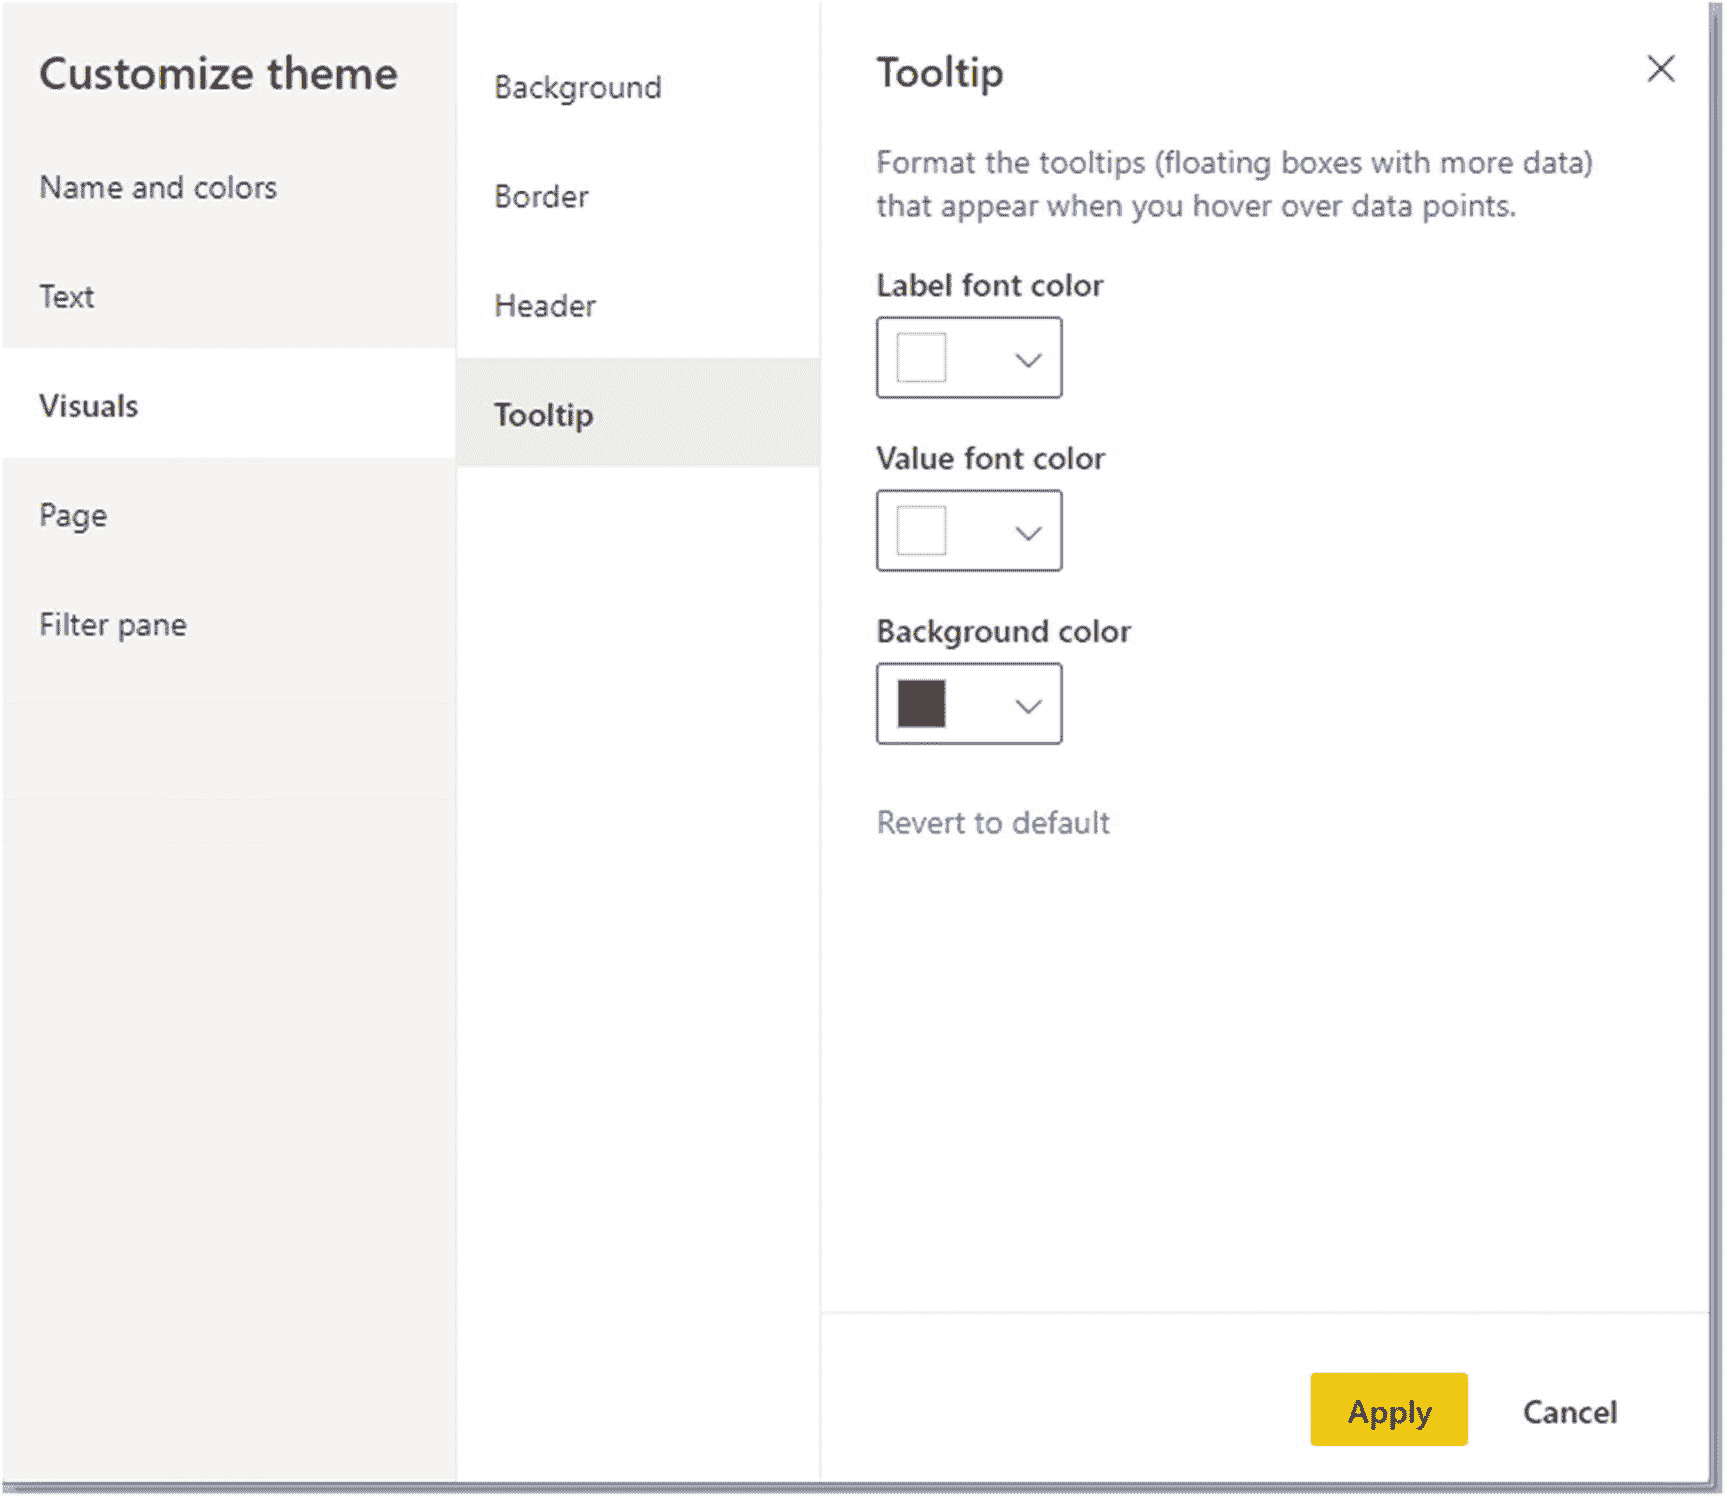 Customize theme
Name and colors
Text
Visuals
Page
Filter pane
Background
Border
Header
Tooltip
Tooltip
Format the tooltips (floating boxes with more data)
that appear when you hover over data points.
Label font color
Value font color
Background color
Revert to default
Apply
Cancel